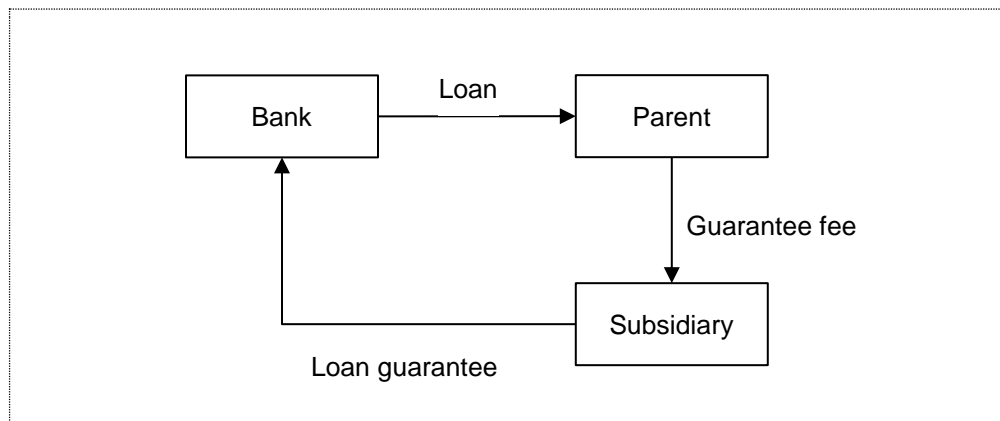 Loan
Bank
Parent
Guarantee fee
Subsidiary
Loan guarantee